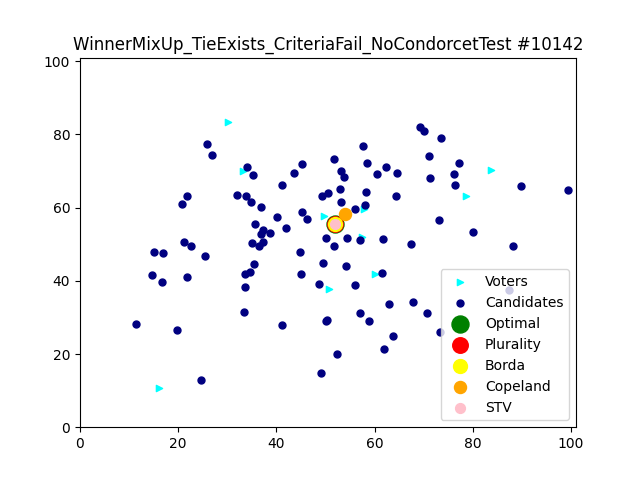 WinnerMixUp_TieExists_CriteriaFail_NoCondorcetTest #10142
100
80
60
40
20
0
0 20 40 60 80 100
Voters
Candidates
Optimal
Plurality
Borda
Copeland
STV